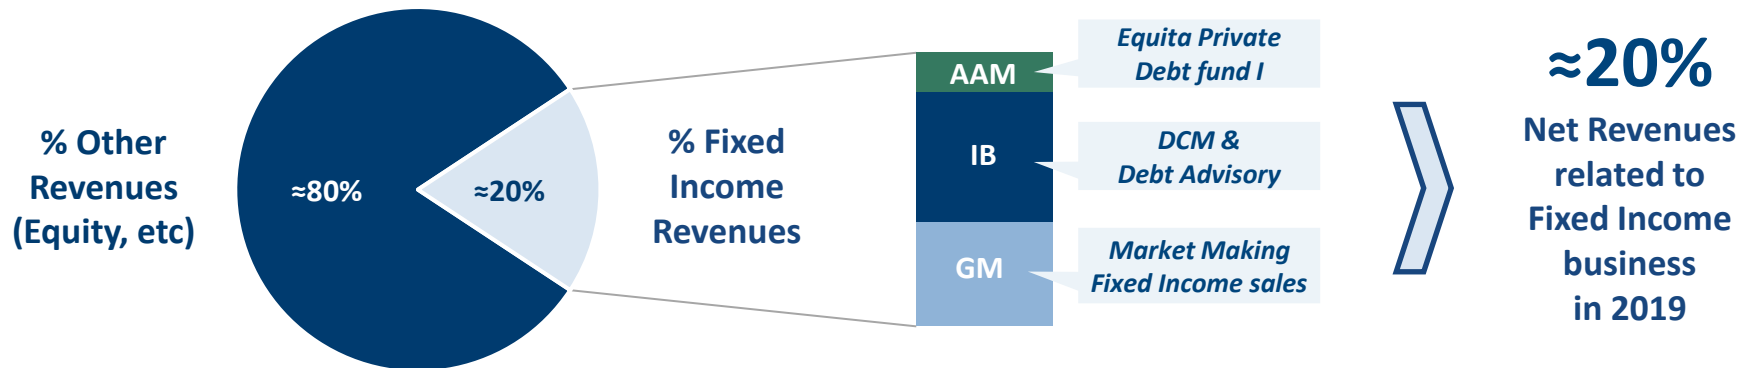 % Other
Revenues
(Equity, etc)
≈80%
≈20%
% Fixed
Income
Revenues
AAM
IB
GM
Equita Private
Debt fund I
DCM &
Debt Advisory
Market Making
Fixed Income sales
≈20%
Net Revenues
related to
Fixed Income
business
in 2019